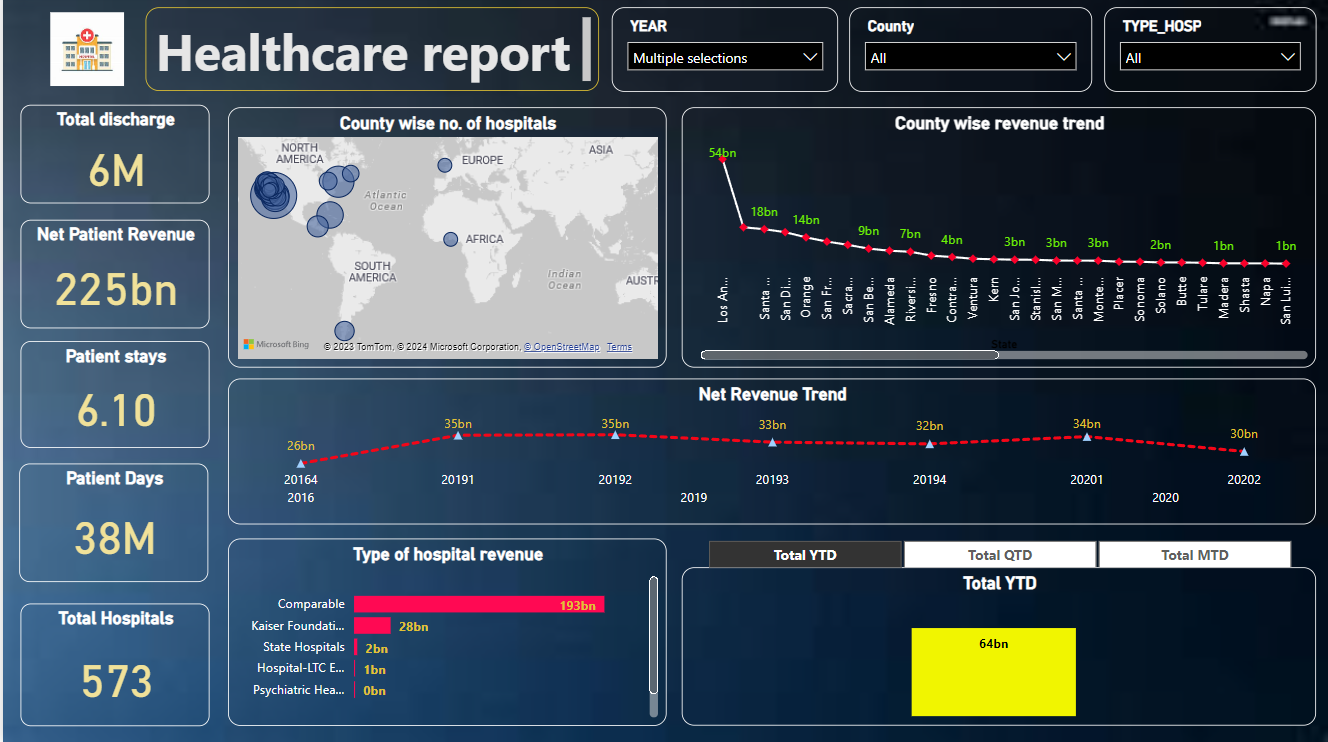 Healthcare report
YEAR
Multiple selections
County
All
TYPE_HOSP
All
Total discharge
6M
Net Patient Revenue
225bn
Patient stays
6.10
Patient Days
38M
Total Hospitals
573
County wise no. of hospitals
NORTH
AMERICA
EUROPE
ASIA
Atlantic
Ocean
AFRICA
SOUTH
AMERICA
Indian
Ocean
AUSTR
Microsoft Bing
© 2023 TomTom, © 2024 Microsoft Corporation, © OpenStreetMap Terms
County wise revenue trend
54bn
18bn
14bn
9bn
7bn
4bn
3bn
3bn
3bn
2bn
1bn
1bn
Los An...
Santa ...
San Di...
Orange
San Fr...
Sacra...
San Be...
Alameda
Riversi...
Fresno
Contra...
Ventura
Kern
San Jo...
Stanisl...
San M...
Santa ...
Monte...
Placer
Sonoma
Solano
Butte
Tulare
Madera
Shasta
Napa
San Lui...
State
Net Revenue Trend
26bn
35bn
35bn
33bn
32bn
34bn
30bn
20164
20191
20192
20193
20194
20201
20202
2016
2019
2020
Type of hospital revenue
Comparable
193bn
Kaiser Foundati...
28bn
State Hospitals
2bn
Hospital-LTC E...
1bn
Psychiatric Hea...
0bn
Total YTD
Total QTD
Total MTD
Total YTD
64bn